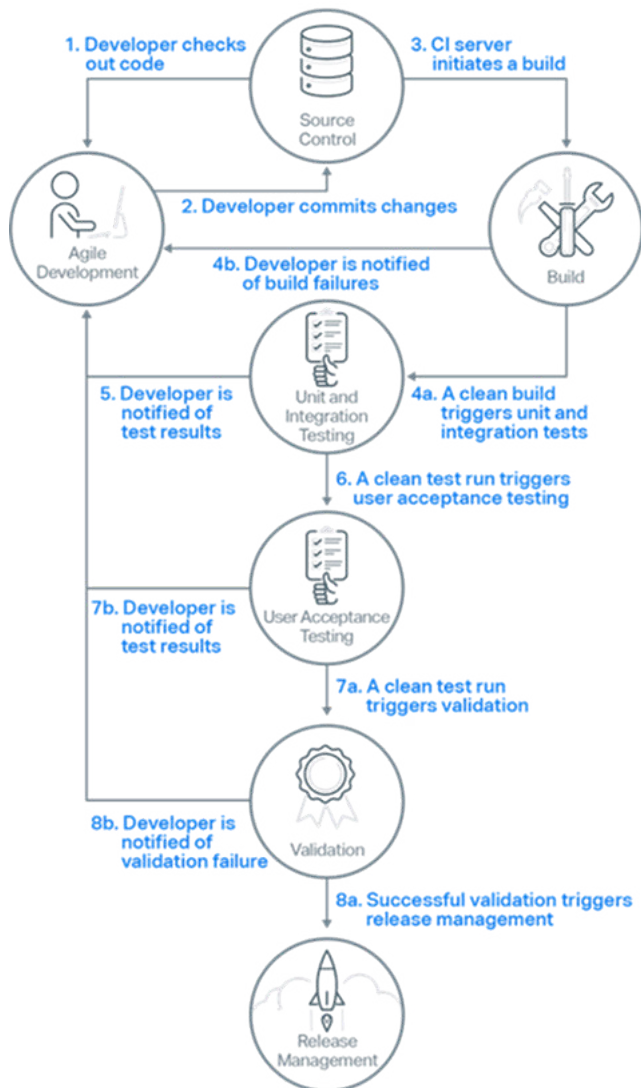 1. Developer checks
out code
3. CI server
initiates a build
Source
Control
2. Developer commits changes
Agile
Development
Build
4b. Developer is notified
of build failures
5. Developer is
notified of
test results
Unit and
Integration
Testing
4a. A clean build
triggers unit and
integration tests
6. A clean test run triggers
user acceptance testing
7b. Developer is
notified of
test results
User Acceptance
Testing
7a. A clean test run
triggers validation
8b. Developer is
notified of
validation failure
Validation
8a. Successful validation triggers
release management
Release
Management